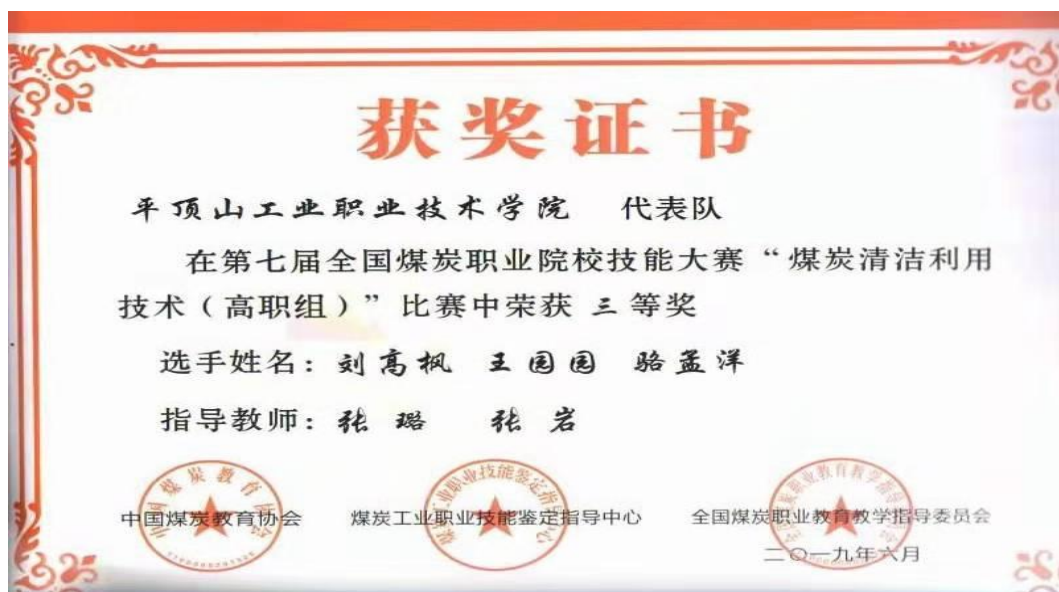 获奖证书
平顶山工业职业技术学院 代表队
在第七届全国煤炭职业院校技能大赛“煤炭清洁利用
技术（高职组）”比赛中荣获 三 等奖
选手姓名：刘高枫 王园园 骆孟洋
指导教师：张璐 张岩
中国煤炭教育协会 煤炭工业职业技能鉴定指导中心 全国煤炭职业教育教学指导委员会
二〇一九年六月